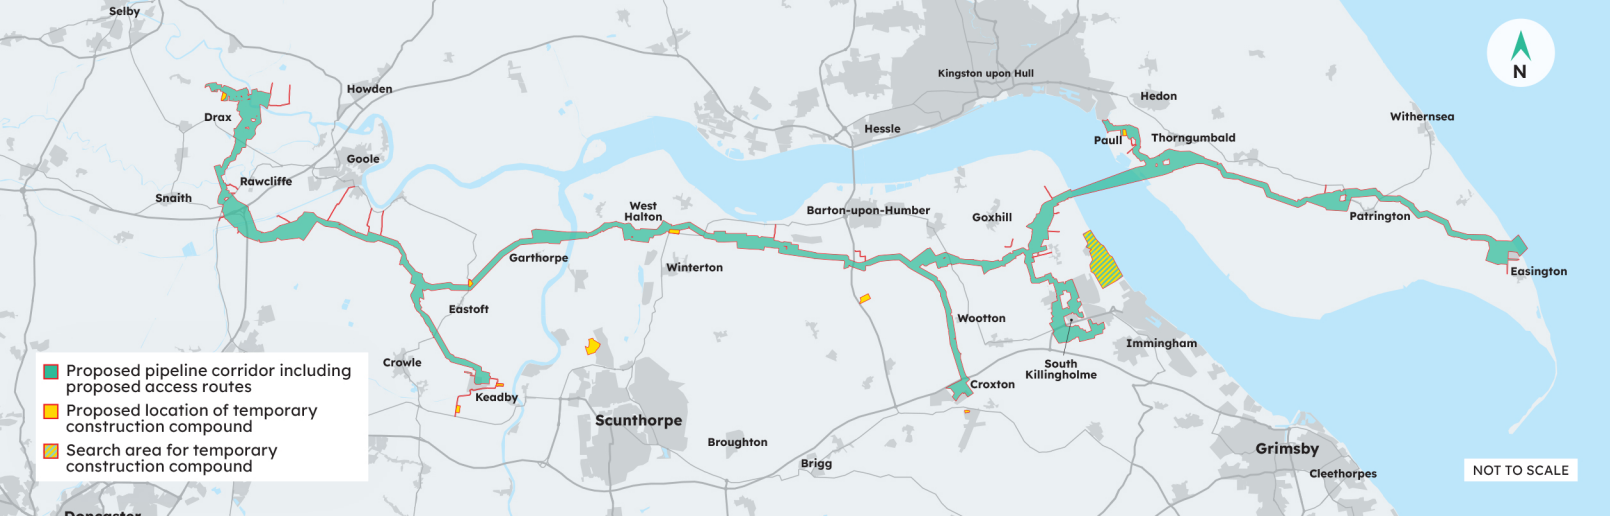 Selby
Kingston upon Hull
N
Howden
Hedon
Withernsea
Drax
Hessle
Paull
Thorngumbald
Goole
Rawcliffe
Snaith
West
Halton
Barton-upon-Humber
Goxhill
Patrington
Garthorpe
Winterton
Easington
Eastoft
Wootton
Immingham
Crowle
South
Killingholme
Croxton
Keadby
Scunthorpe
Broughton
Brigg
Grimsby
Cleethorpes
Doncaster
Proposed pipeline corridor including
proposed access routes
Proposed location of temporary
construction compound
Search area for temporary
construction compound
NOT TO SCALE